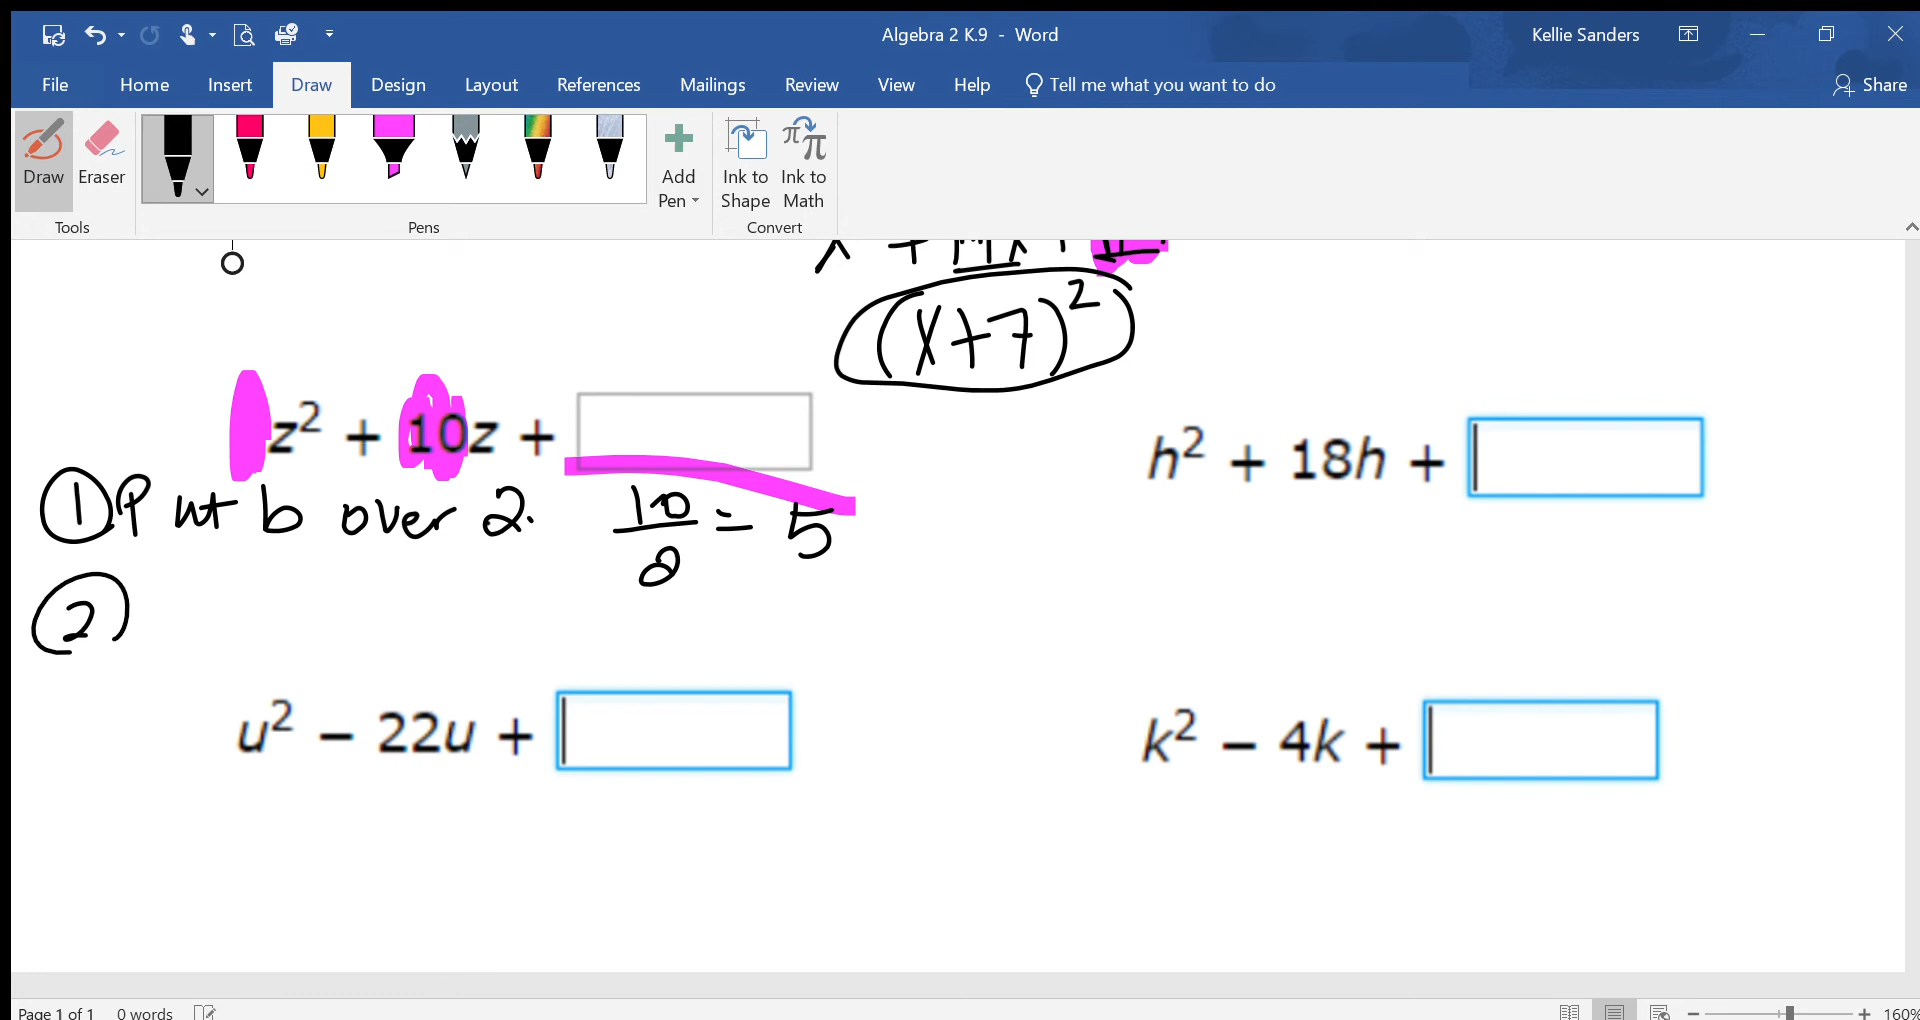 Algebra 2 K.9 - Word
Kellie Sanders
File Home Insert Draw Design Layout References Mailings Review View Help Tell me what you want to do Share
Draw Eraser Add Pen Ink to Shape Ink to Math
Tools Pens Convert
(x+7)²
z² + 10z +
h² + 18h +
① Put b over 2. 10/2 = 5
②
u² − 22u +
k² − 4k +
Page 1 of 1 0 words 160%